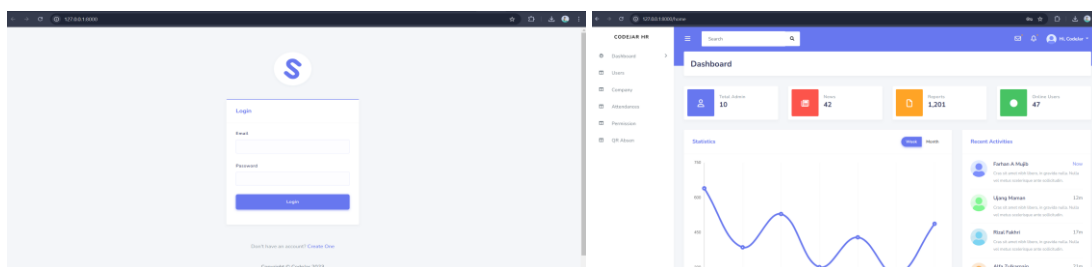 127.0.0.1:8000
S
Login
Email
Password
Login
Don't have an account? Create One
127.0.0.1:8000/home
CODEJAR HR
Search
Hi, CodeJar
Dashboard
Users
Company
Attendances
Permission
QR Absen
Dashboard
Total Admin
10
News
42
Reports
1,201
Online Users
47
Statistics
Week Month
Recent Activities
Farhan A Mujib
Now
Ujang Maman
12m
Rizal Fakhri
17m